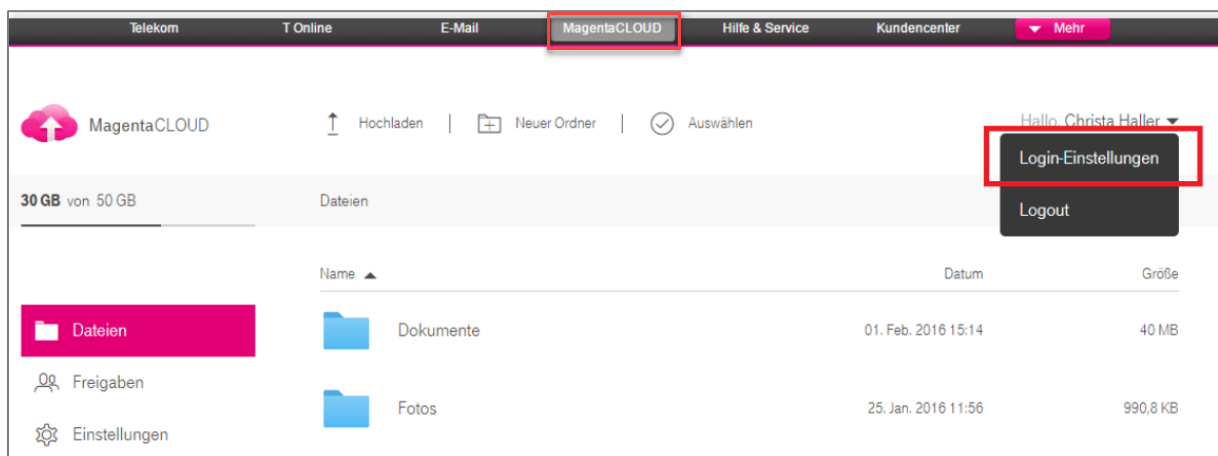 Telekom T Online E-Mail MagentaCLOUD Hilfe & Service Kundencenter Mehr
MagentaCLOUD Hochladen Neuer Ordner Auswählen Hallo, Christa Haller
Login-Einstellungen
30 GB von 50 GB Dateien Logout
Name Datum Größe
Dateien Dokumente 01. Feb. 2016 15:14 40 MB
Freigaben
Fotos 25. Jan. 2016 11:56 990,8 KB
Einstellungen